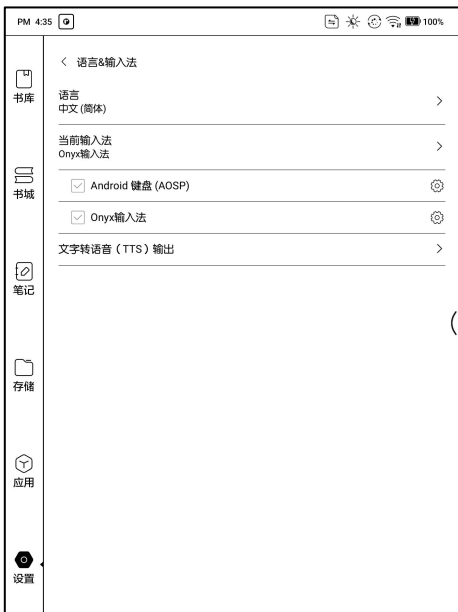 PM 4:35
100%
语言&输入法
语言
中文 (简体)
当前输入法
Onyx输入法
Android 键盘 (AOSP)
Onyx输入法
文字转语音（TTS）输出
书库
书城
笔记
存储
应用
设置